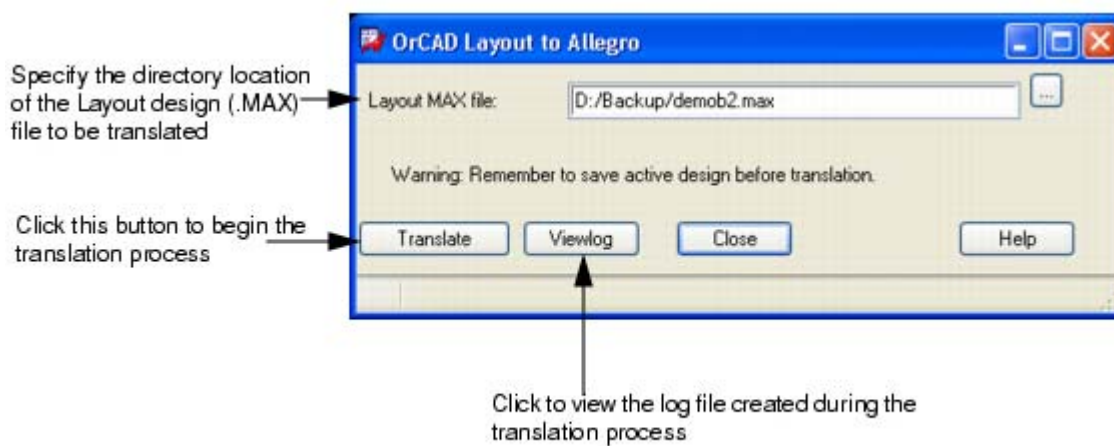 OrCAD Layout to Allegro
Specify the directory location
of the Layout design (.MAX)
file to be translated
Layout MAX file:
D:/Backup/demob2.max
...
Warning: Remember to save active design before translation.
Click this button to begin the
translation process
Translate
Viewlog
Close
Help
Click to view the log file created during the
translation process